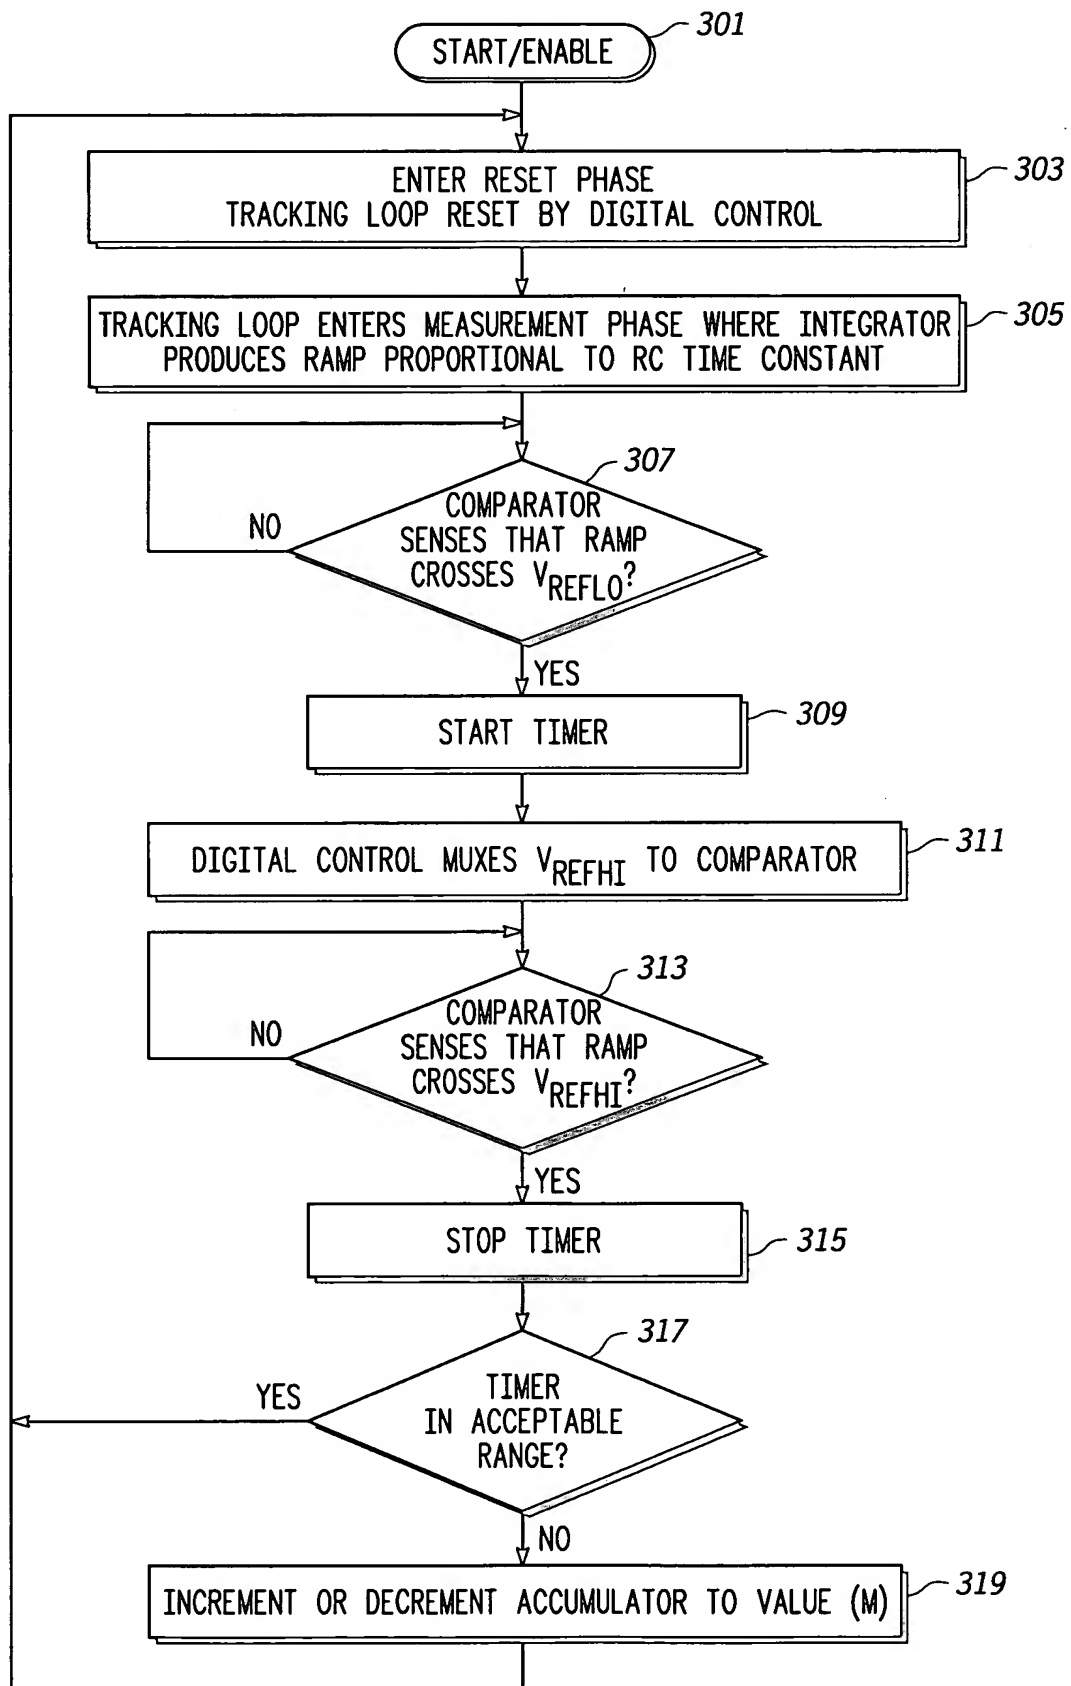 301
START/ENABLE
303
ENTER RESET PHASE
TRACKING LOOP RESET BY DIGITAL CONTROL
305
TRACKING LOOP ENTERS MEASUREMENT PHASE WHERE INTEGRATOR
PRODUCES RAMP PROPORTIONAL TO RC TIME CONSTANT
307
COMPARATOR
SENSES THAT RAMP
CROSSES VREFLO?
NO
YES
309
START TIMER
311
DIGITAL CONTROL MUXES VREFHI TO COMPARATOR
313
COMPARATOR
SENSES THAT RAMP
CROSSES VREFHI?
NO
YES
315
STOP TIMER
317
TIMER
IN ACCEPTABLE
RANGE?
YES
NO
319
INCREMENT OR DECREMENT ACCUMULATOR TO VALUE (M)